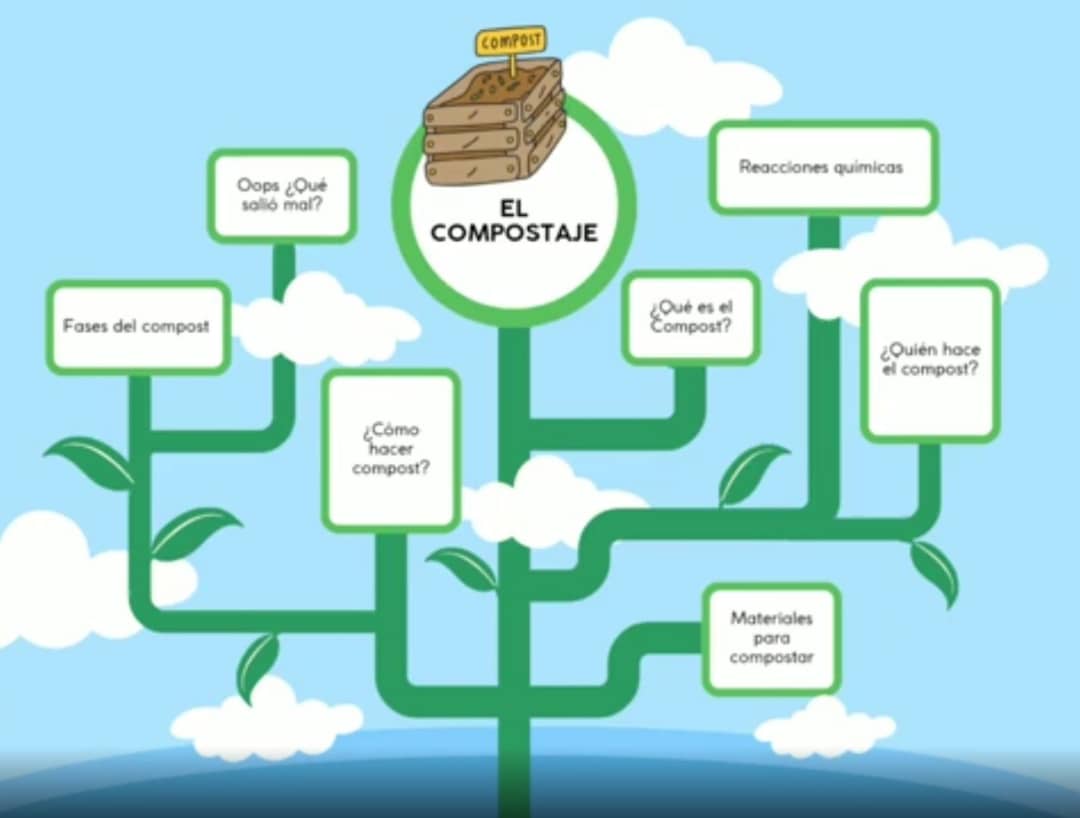 COMPOST
EL
COMPOSTAJE
Oops ¿Qué
salió mal?
Reacciones químicas
Fases del compost
¿Qué es el
Compost?
¿Quién hace
el compost?
¿Cómo
hacer
compost?
Materiales
para
compostar